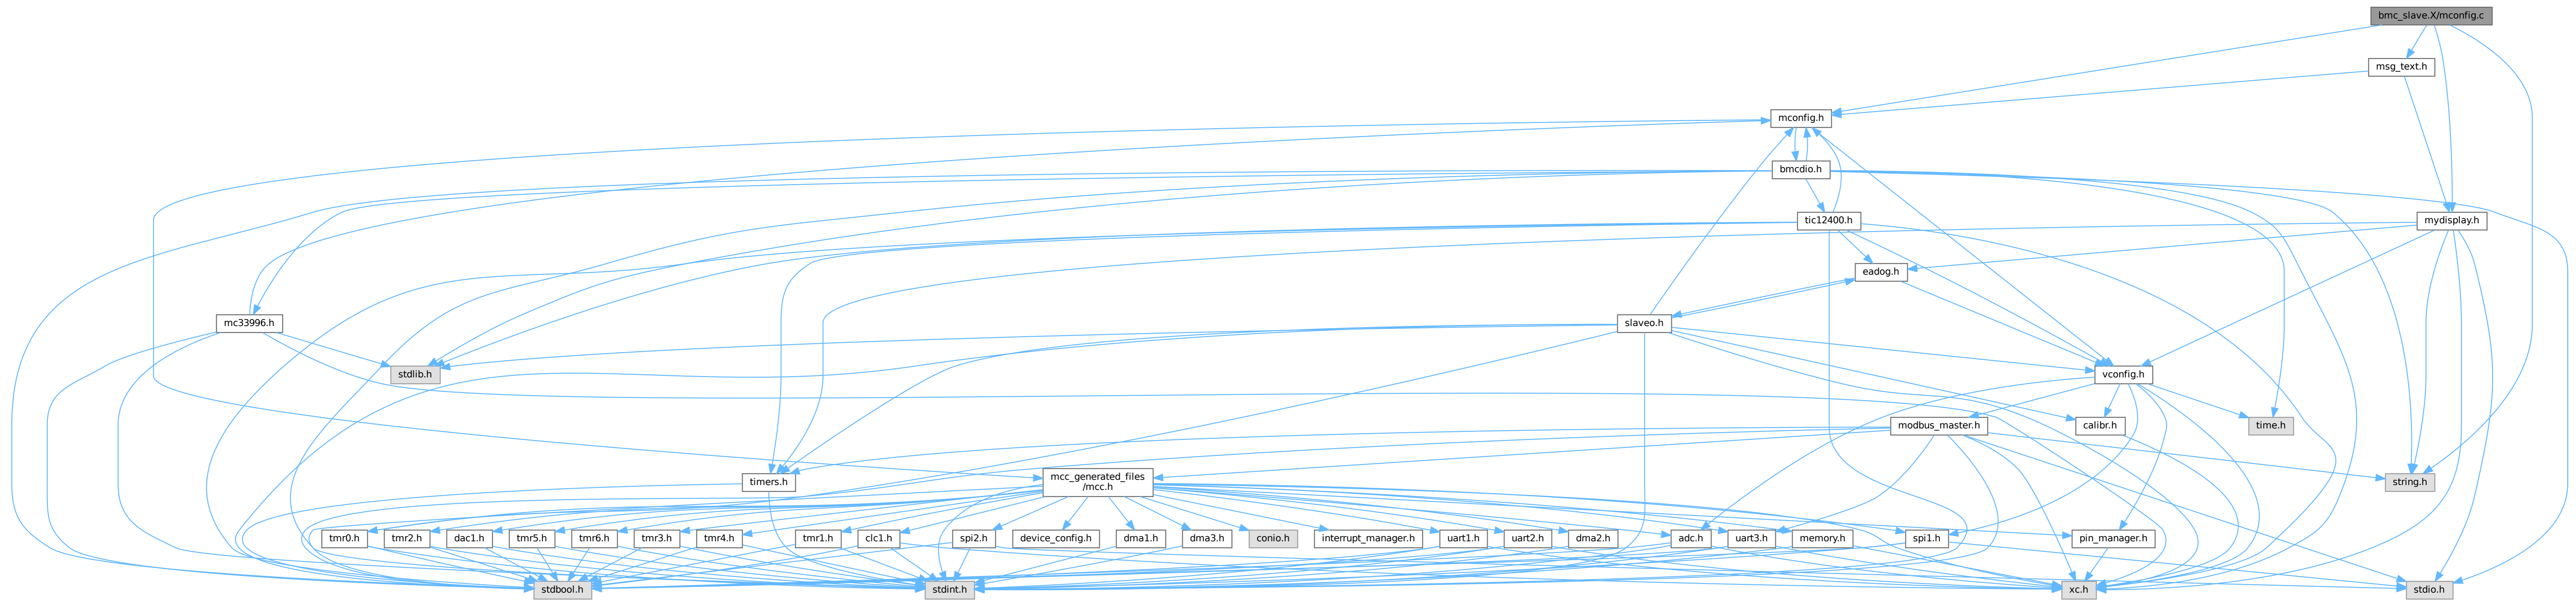 bmc_slave.X/mconfig.c
msg_text.h
mconfig.h
bmcdio.h
tic12400.h
mydisplay.h
eadog.h
mc33996.h
slaveo.h
stdlib.h
vconfig.h
modbus_master.h
calibr.h
time.h
timers.h
mcc_generated_files
/mcc.h
string.h
tmr0.h
tmr2.h
dac1.h
tmr5.h
tmr6.h
tmr3.h
tmr4.h
tmr1.h
clc1.h
spi2.h
device_config.h
dma1.h
dma3.h
conio.h
interrupt_manager.h
uart1.h
uart2.h
dma2.h
adc.h
uart3.h
memory.h
spi1.h
pin_manager.h
stdbool.h
stdint.h
xc.h
stdio.h